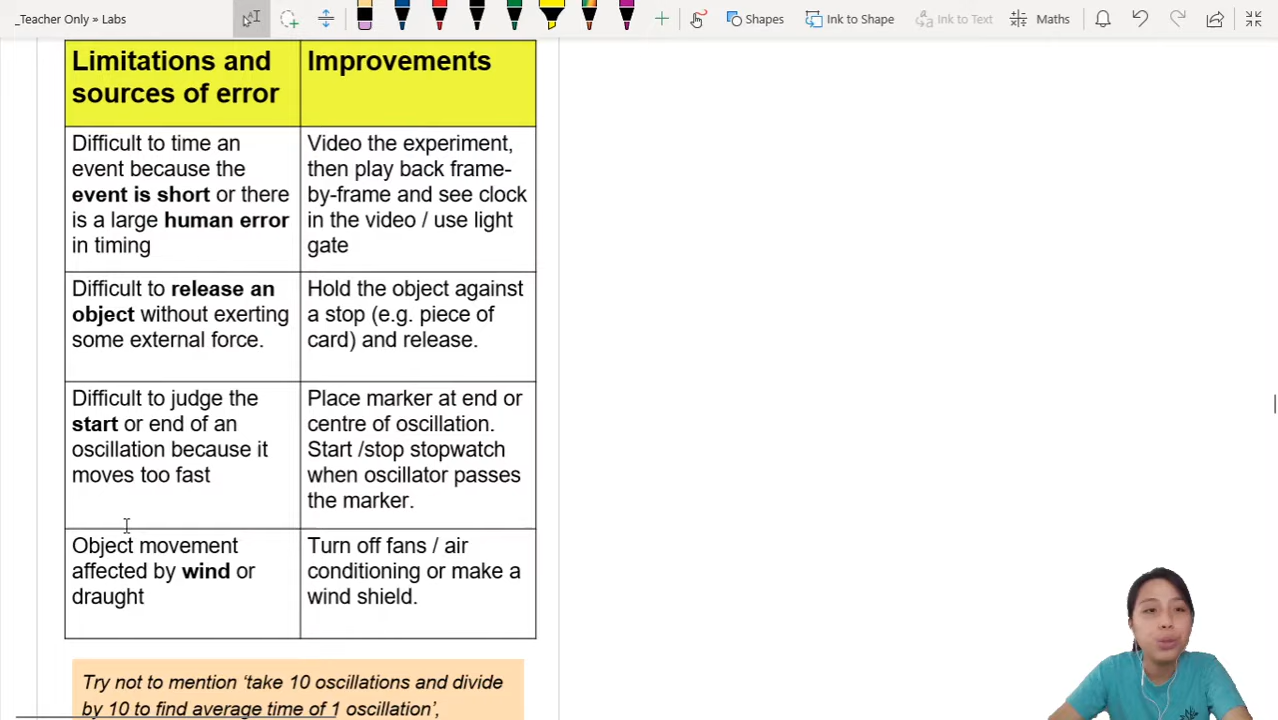 _Teacher Only » Labs
Shapes
Ink to Shape
Ink to Text
Maths
Limitations and
sources of error
Improvements
Difficult to time an
event because the
event is short or there
is a large human error
in timing
Video the experiment,
then play back frame-
by-frame and see clock
in the video / use light
gate
Difficult to release an
object without exerting
some external force.
Hold the object against
a stop (e.g. piece of
card) and release.
Difficult to judge the
start or end of an
oscillation because it
moves too fast
Place marker at end or
centre of oscillation.
Start /stop stopwatch
when oscillator passes
the marker.
Object movement
affected by wind or
draught
Turn off fans / air
conditioning or make a
wind shield.
Try not to mention ‘take 10 oscillations and divide
by 10 to find average time of 1 oscillation’,